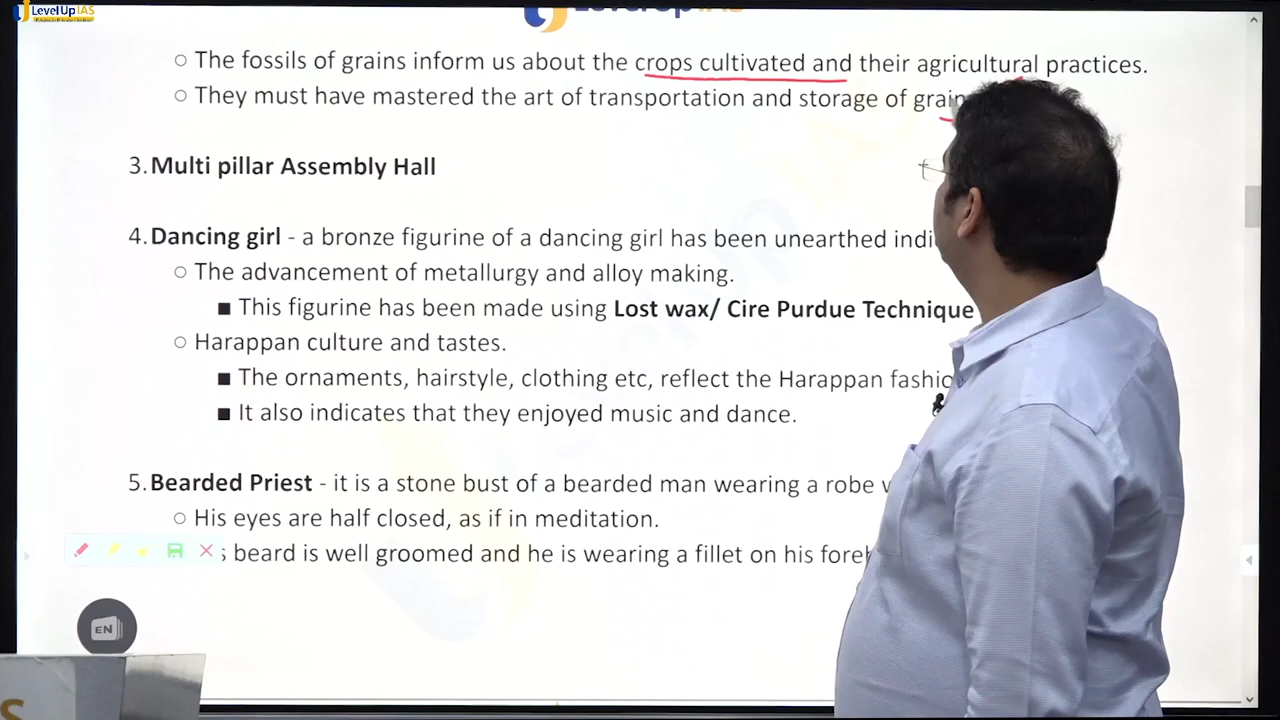 LevelUp IAS
○ The fossils of grains inform us about the crops cultivated and their agricultural practices.
○ They must have mastered the art of transportation and storage of
3. Multi pillar Assembly Hall
4. Dancing girl - a bronze figurine of a dancing girl has been unearthed
○ The advancement of metallurgy and alloy making.
■ This figurine has been made using Lost wax/ Cire Purdue Technique
○ Harappan culture and tastes.
■ The ornaments, hairstyle, clothing etc, reflect the Harappan
■ It also indicates that they enjoyed music and dance.
5. Bearded Priest - it is a stone bust of a bearded man wearing a robe
○ His eyes are half closed, as if in meditation.
beard is well groomed and he is wearing a fillet on his
EN